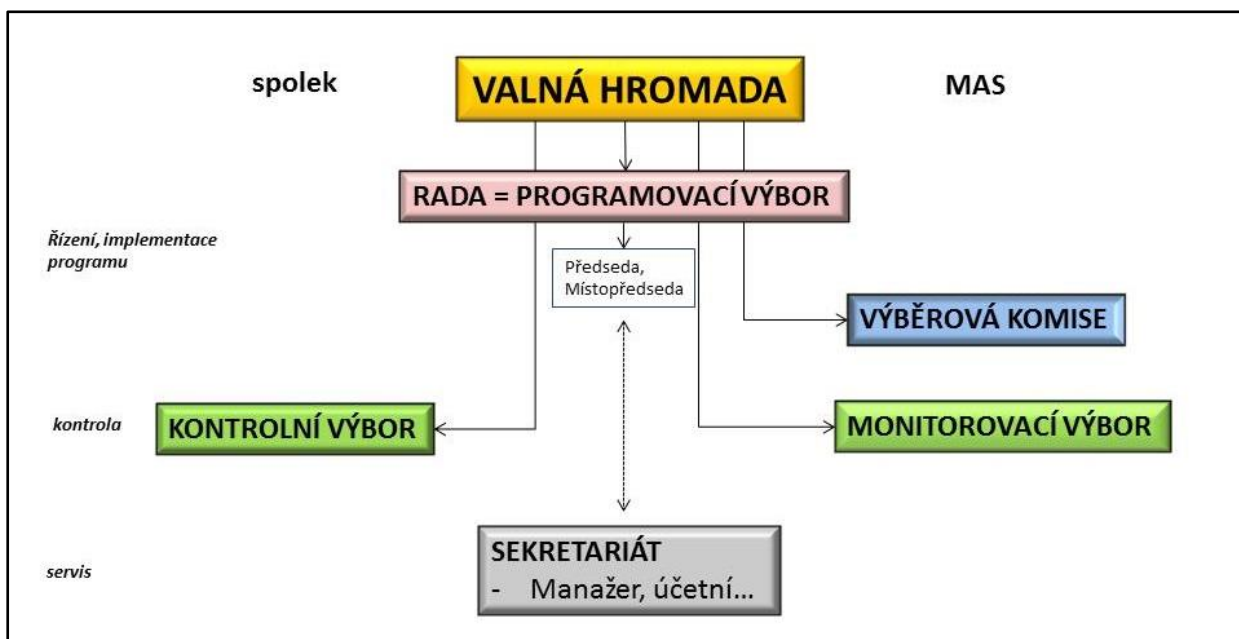 spolek
VALNÁ HROMADA
MAS
RADA = PROGRAMOVACÍ VÝBOR
Řízení, implementace
programu
Předseda,
Místopředseda
VÝBĚROVÁ KOMISE
kontrola
KONTROLNÍ VÝBOR
MONITOROVACÍ VÝBOR
SEKRETARIÁT
- Manažer, účetní...
servis